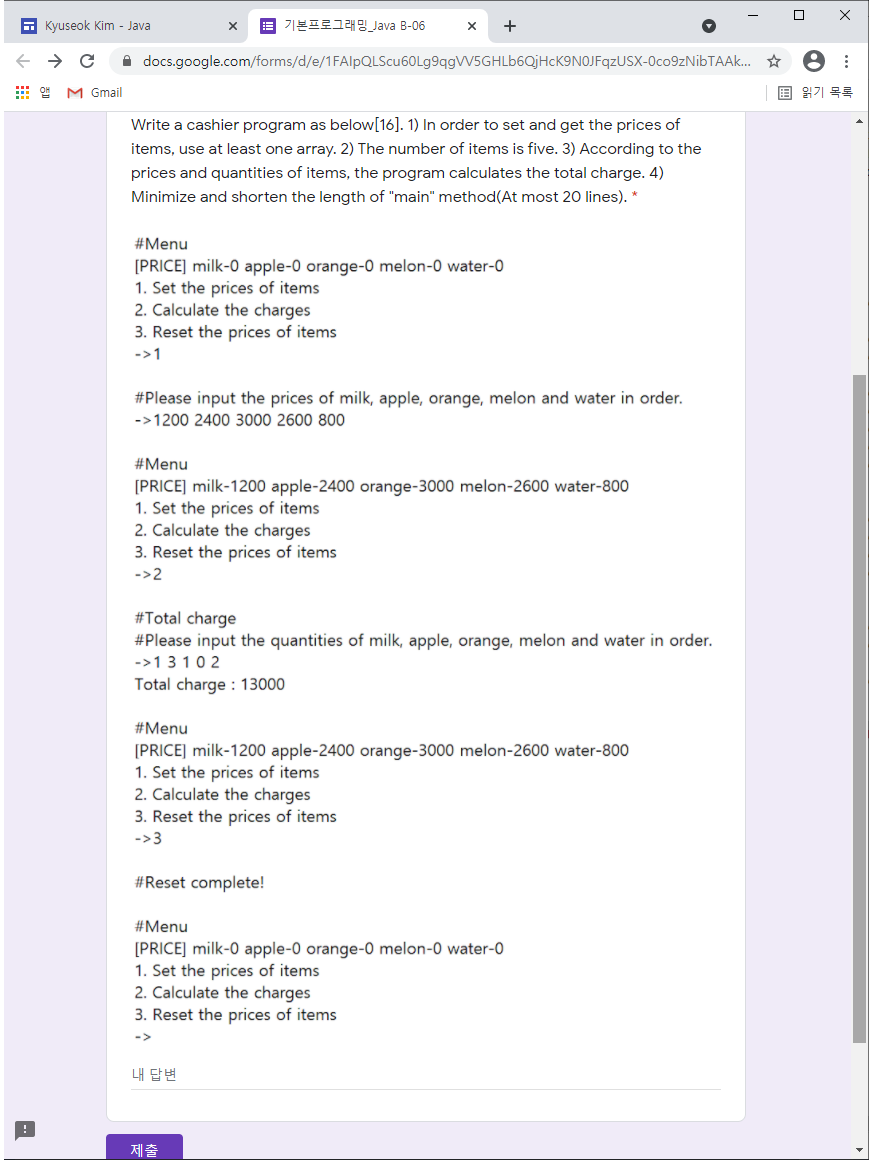 Kyuseok Kim - Java
기본프로그래밍_Java B-06
docs.google.com/forms/d/e/1FAIpQLScu60Lg9qgVV5GHLb6QjHcK9N0JFqzUSX-0co9zNibTAAk...
앱 Gmail 읽기 목록
Write a cashier program as below[16]. 1) In order to set and get the prices of
items, use at least one array. 2) The number of items is five. 3) According to the
prices and quantities of items, the program calculates the total charge. 4)
Minimize and shorten the length of "main" method(At most 20 lines). *
#Menu
[PRICE] milk-0 apple-0 orange-0 melon-0 water-0
1. Set the prices of items
2. Calculate the charges
3. Reset the prices of items
->1
#Please input the prices of milk, apple, orange, melon and water in order.
->1200 2400 3000 2600 800
#Menu
[PRICE] milk-1200 apple-2400 orange-3000 melon-2600 water-800
1. Set the prices of items
2. Calculate the charges
3. Reset the prices of items
->2
#Total charge
#Please input the quantities of milk, apple, orange, melon and water in order.
->1 3 1 0 2
Total charge : 13000
#Menu
[PRICE] milk-1200 apple-2400 orange-3000 melon-2600 water-800
1. Set the prices of items
2. Calculate the charges
3. Reset the prices of items
->3
#Reset complete!
#Menu
[PRICE] milk-0 apple-0 orange-0 melon-0 water-0
1. Set the prices of items
2. Calculate the charges
3. Reset the prices of items
->
내 답변
제출